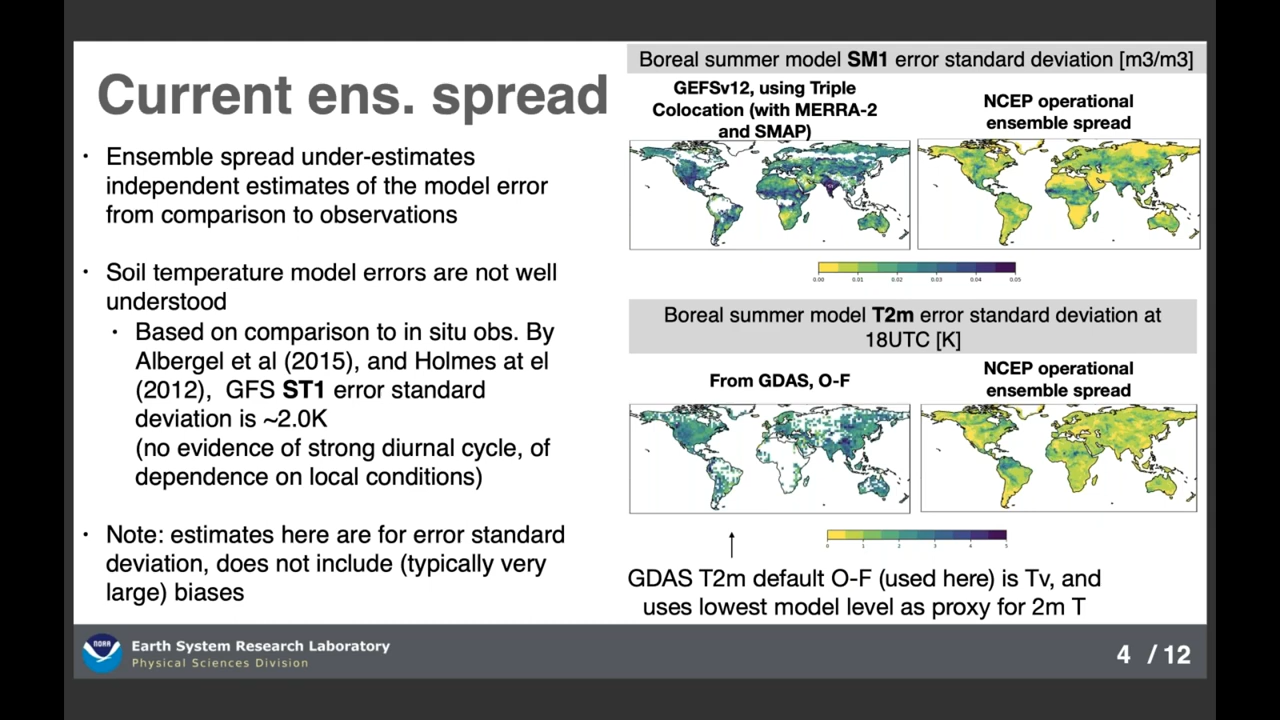 Current ens. spread
• Ensemble spread under-estimates
independent estimates of the model error
from comparison to observations
• Soil temperature model errors are not well
understood
• Based on comparison to in situ obs. By
Albergel et al (2015), and Holmes at el
(2012), GFS ST1 error standard
deviation is ~2.0K
(no evidence of strong diurnal cycle, of
dependence on local conditions)
• Note: estimates here are for error standard
deviation, does not include (typically very
large) biases
Boreal summer model SM1 error standard deviation [m3/m3]
GEFSv12, using Triple
Colocation (with MERRA-2
and SMAP)
NCEP operational
ensemble spread
0.00 0.01 0.02 0.03 0.04 0.05
Boreal summer model T2m error standard deviation at
18UTC [K]
From GDAS, O-F
NCEP operational
ensemble spread
0 1 2 3 4 5
GDAS T2m default O-F (used here) is Tv, and
uses lowest model level as proxy for 2m T
NOAA
Earth System Research Laboratory
Physical Sciences Division
4 / 12